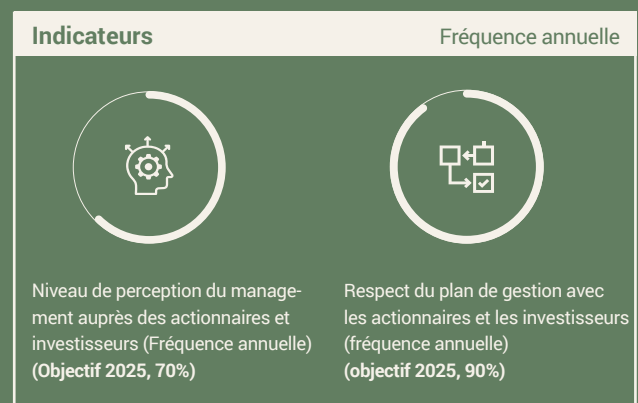 Indicateurs
Fréquence annuelle
Niveau de perception du manage-
ment auprès des actionnaires et
investisseurs (Fréquence annuelle)
(Objectif 2025, 70%)
Respect du plan de gestion avec
les actionnaires et les investisseurs
(fréquence annuelle)
(objectif 2025, 90%)